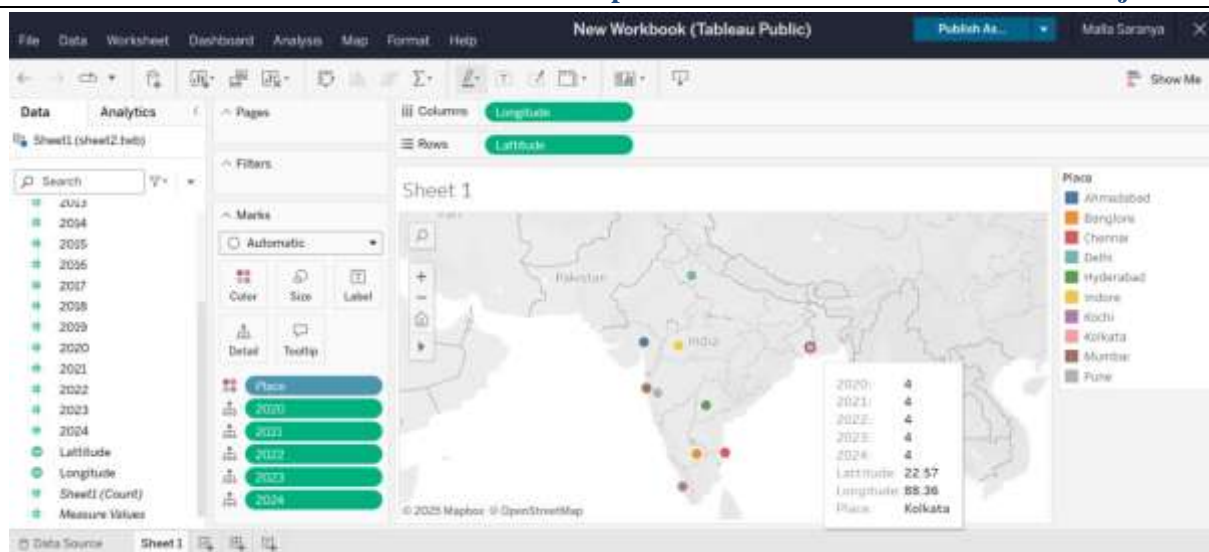 New Workbook (Tableau Public)
Publish As...
Malla Saranya
File Data Worksheet Dashboard Analysis Map Format Help
Show Me
Data Analytics
Pages
Columns Longitude
Sheet1 (sheet2.twb)
Rows Lattitude
Filters
Search
Sheet 1
Marks
Automatic
Color Size Label
Detail Tooltip
Place
2020
2021
2022
2023
2024
2013
2014
2015
2016
2017
2018
2019
2020
2021
2022
2023
2024
Lattitude
Longitude
Sheet1 (Count)
Measure Values
Pakistan
India
2020: 4
2021: 4
2022: 4
2023: 4
2024: 4
Lattitude: 22.57
Longitude: 88.36
Place: Kolkata
© 2025 Mapbox © OpenStreetMap
Place
Ahmadabad
Banglore
Chennai
Delhi
Hyderabad
Indore
Kochi
Kolkata
Mumbai
Pune
Data Source Sheet 1